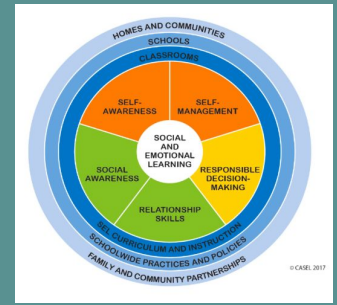 HOMES AND COMMUNITIES
SCHOOLS
CLASSROOMS
SELF-
AWARENESS
SELF-
MANAGEMENT
SOCIAL
AND
EMOTIONAL
LEARNING
SOCIAL
AWARENESS
RESPONSIBLE
DECISION-
MAKING
RELATIONSHIP
SKILLS
SEL CURRICULUM AND INSTRUCTION
SCHOOLWIDE PRACTICES AND POLICIES
FAMILY AND COMMUNITY PARTNERSHIPS
© CASEL 2017